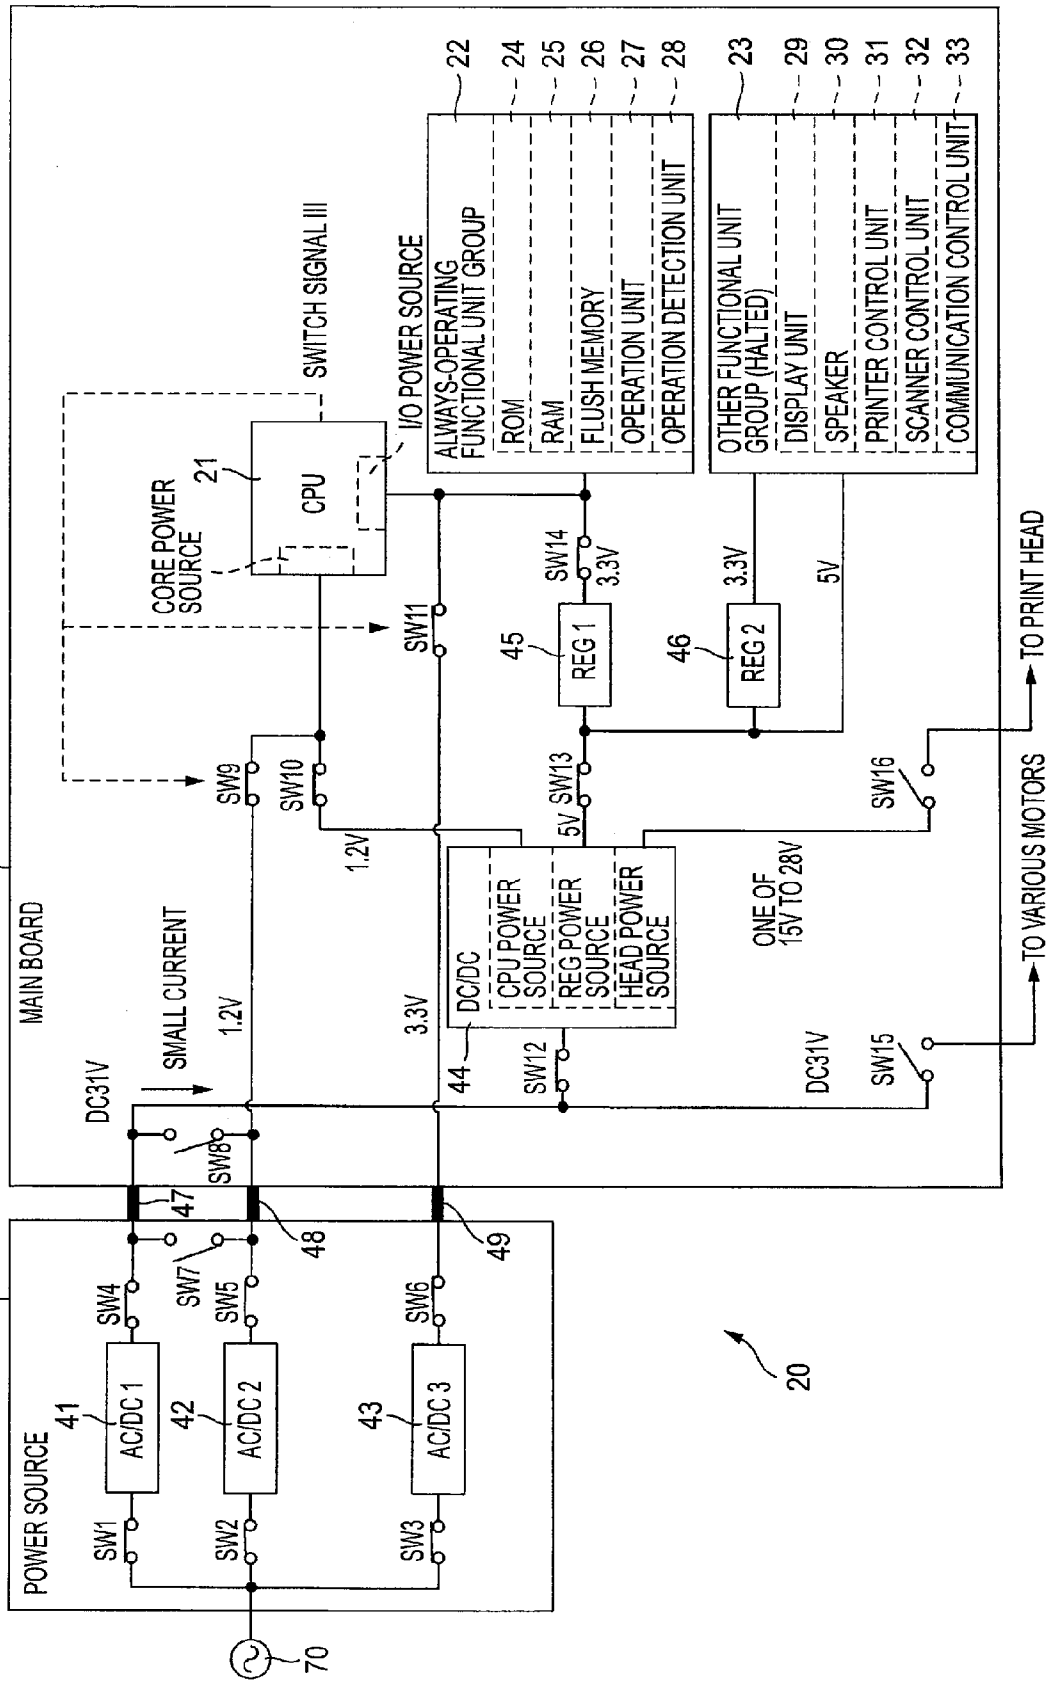 POWER SOURCE
70
SW1
SW2
SW3
41
AC/DC 1
42
AC/DC 2
43
AC/DC 3
SW4
SW7
SW5
SW6
47
48
49
20
MAIN BOARD
DC31V
SMALL CURRENT
SW8
1.2V
3.3V
SW9
SW10
1.2V
SW11
CORE POWER
SOURCE
21
CPU
SWITCH SIGNAL III
I/O POWER SOURCE
44
DC/DC
CPU POWER
SOURCE
REG POWER
SOURCE
HEAD POWER
SOURCE
SW12
5V
SW13
45
REG 1
SW14
3.3V
46
REG 2
3.3V
5V
DC31V
SW15
ONE OF
15V TO 28V
SW16
TO VARIOUS MOTORS
TO PRINT HEAD
ALWAYS-OPERATING
FUNCTIONAL UNIT GROUP
22
ROM
24
RAM
25
FLUSH MEMORY
26
OPERATION UNIT
27
OPERATION DETECTION UNIT
28
OTHER FUNCTIONAL UNIT
GROUP (HALTED)
23
DISPLAY UNIT
29
SPEAKER
30
PRINTER CONTROL UNIT
31
SCANNER CONTROL UNIT
32
COMMUNICATION CONTROL UNIT
33